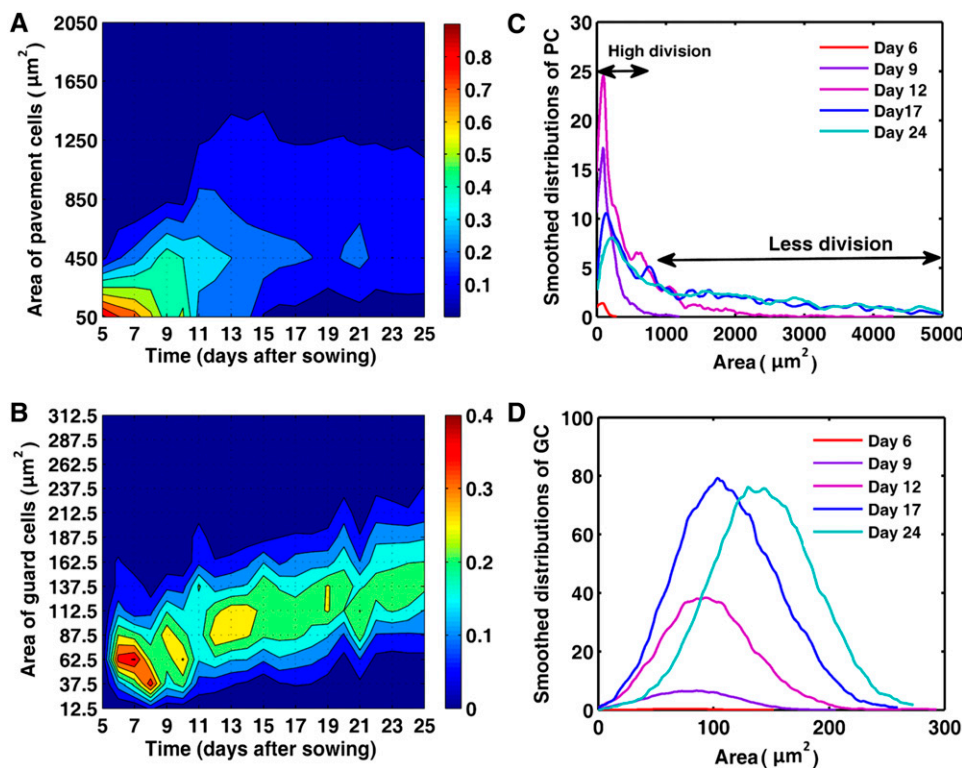 A
Area of pavement cells (µm²)
2050
1650
1250
850
450
50
5 7 9 11 13 15 17 19 21 23 25
Time (days after sowing)
0.8
0.7
0.6
0.5
0.4
0.3
0.2
0.1
B
Area of guard cells (µm²)
312.5
287.5
262.5
237.5
212.5
187.5
162.5
137.5
112.5
87.5
62.5
37.5
12.5
5 7 9 11 13 15 17 19 21 23 25
Time (days after sowing)
0.4
0.3
0.2
0.1
0
C
Smoothed distributions of PC
30
25
20
15
10
5
0
High division
Less division
Day 6
Day 9
Day 12
Day17
Day 24
0 1000 2000 3000 4000 5000
Area ( µm²)
D
Smoothed distributions of GC
100
80
60
40
20
0
Day 6
Day 9
Day 12
Day 17
Day 24
0 100 200 300
Area ( µm²)